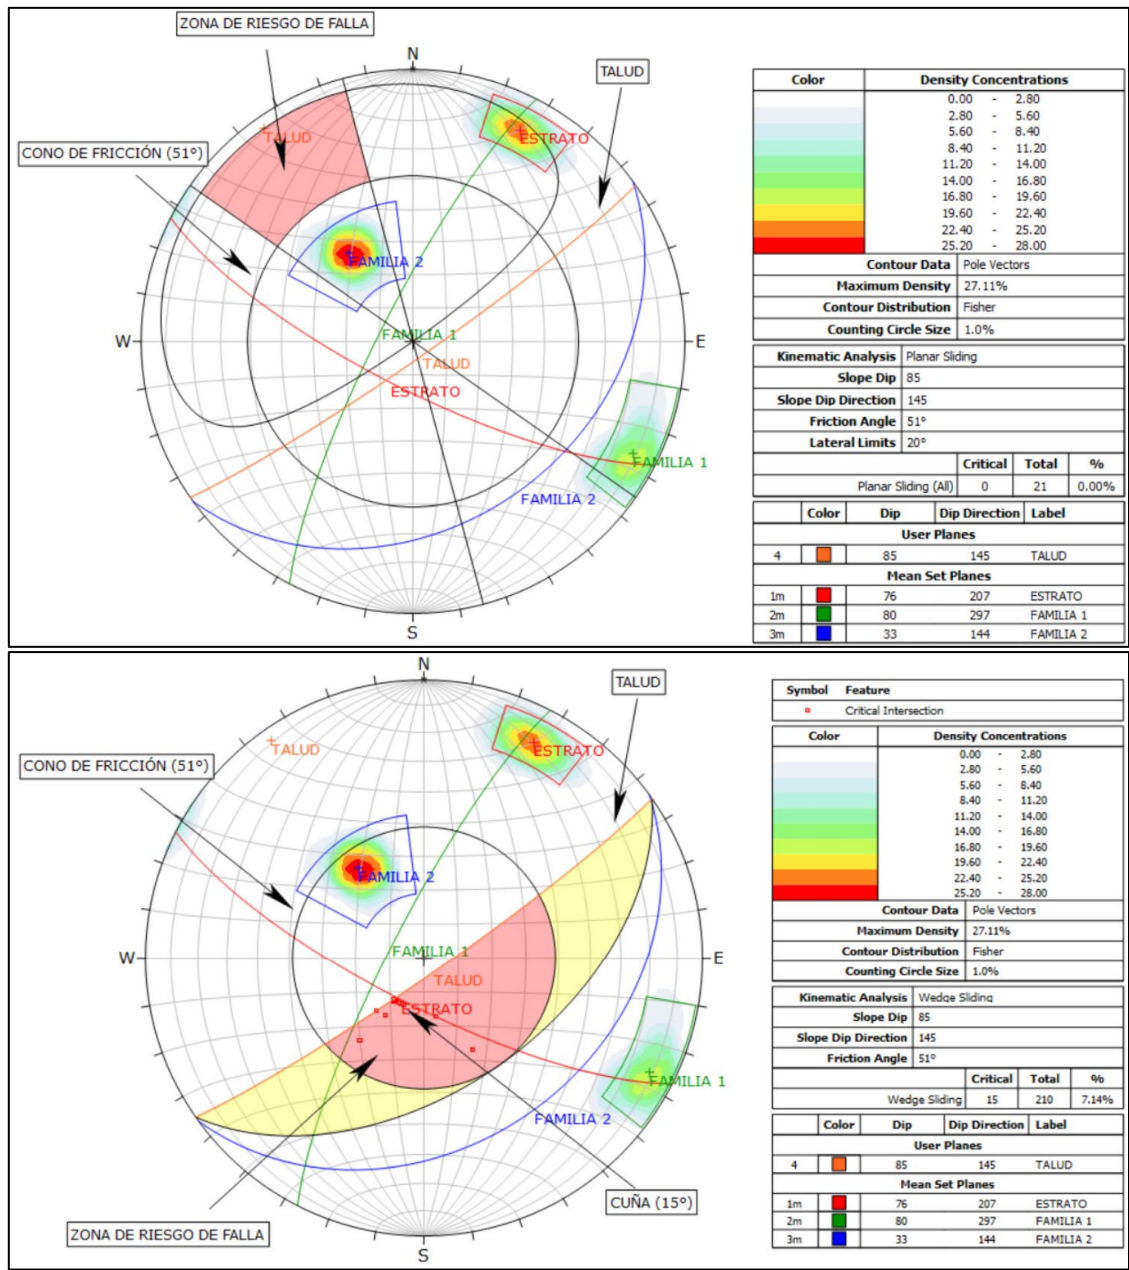 ZONA DE RIESGO DE FALLA
N
TALUD
TALUD
ESTRATO
CONO DE FRICCIÓN (51º)
FAMILIA 2
FAMILIA 1
W
E
TALUD
ESTRATO
FAMILIA 1
FAMILIA 2
S
Color Density Concentrations
0.00 - 2.80
2.80 - 5.60
5.60 - 8.40
8.40 - 11.20
11.20 - 14.00
14.00 - 16.80
16.80 - 19.60
19.60 - 22.40
22.40 - 25.20
25.20 - 28.00
Contour Data Pole Vectors
Maximum Density 27.11%
Contour Distribution Fisher
Counting Circle Size 1.0%
Kinematic Analysis Planar Sliding
Slope Dip 85
Slope Dip Direction 145
Friction Angle 51°
Lateral Limits 20°
Critical Total %
Planar Sliding (All) 0 21 0.00%
Color Dip Dip Direction Label
User Planes
4 85 145 TALUD
Mean Set Planes
1m 76 207 ESTRATO
2m 80 297 FAMILIA 1
3m 33 144 FAMILIA 2
N
TALUD
TALUD
ESTRATO
CONO DE FRICCIÓN (51º)
FAMILIA 2
FAMILIA 1
W
E
TALUD
ESTRATO
FAMILIA 1
FAMILIA 2
CUÑA (15º)
ZONA DE RIESGO DE FALLA
S
Symbol Feature
Critical Intersection
Color Density Concentrations
0.00 - 2.80
2.80 - 5.60
5.60 - 8.40
8.40 - 11.20
11.20 - 14.00
14.00 - 16.80
16.80 - 19.60
19.60 - 22.40
22.40 - 25.20
25.20 - 28.00
Contour Data Pole Vectors
Maximum Density 27.11%
Contour Distribution Fisher
Counting Circle Size 1.0%
Kinematic Analysis Wedge Sliding
Slope Dip 85
Slope Dip Direction 145
Friction Angle 51°
Critical Total %
Wedge Sliding 15 210 7.14%
Color Dip Dip Direction Label
User Planes
4 85 145 TALUD
Mean Set Planes
1m 76 207 ESTRATO
2m 80 297 FAMILIA 1
3m 33 144 FAMILIA 2